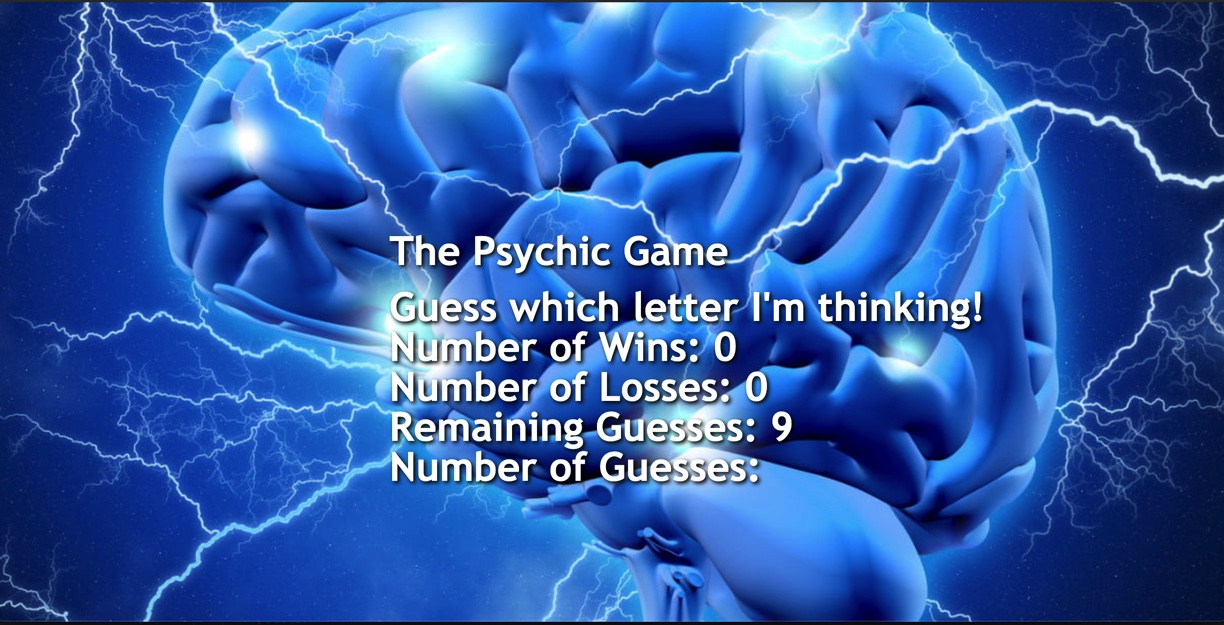 The Psychic Game
Guess which letter I'm thinking!
Number of Wins: 0
Number of Losses: 0
Remaining Guesses: 9
Number of Guesses: